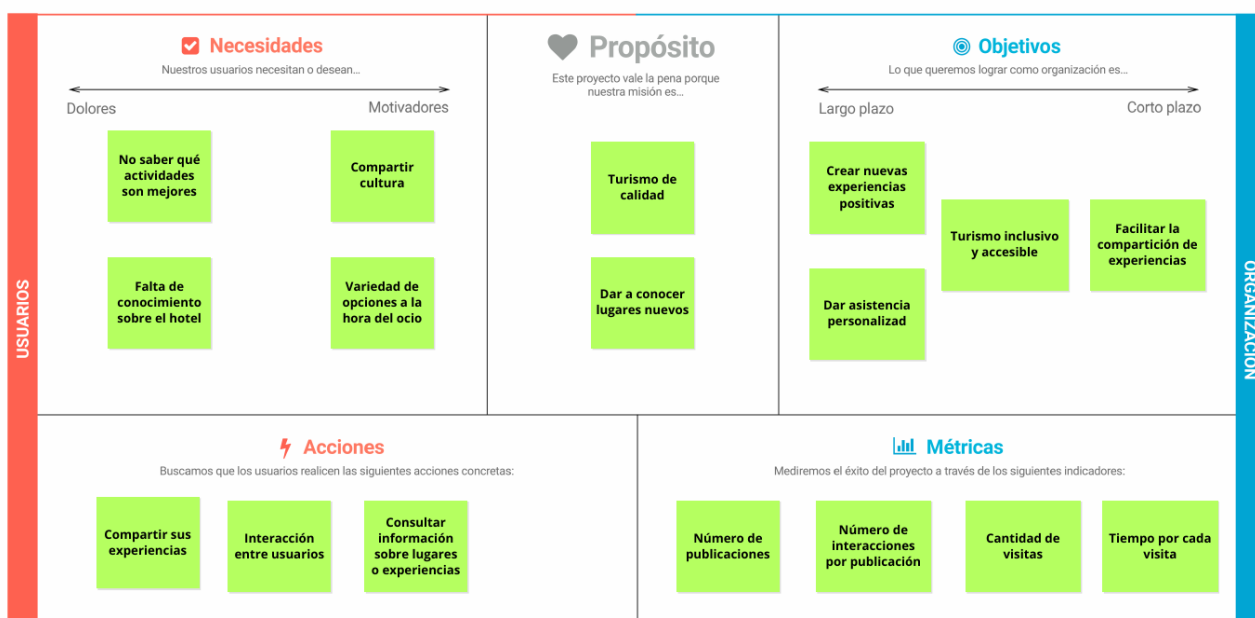 USUARIOS
Necesidades
Nuestros usuarios necesitan o desean...
Dolores
Motivadores
No saber qué
actividades
son mejores
Compartir
cultura
Falta de
conocimiento
sobre el hotel
Variedad de
opciones a la
hora del ocio
Propósito
Este proyecto vale la pena porque
nuestra misión es...
Turismo de
calidad
Dar a conocer
lugares nuevos
Objetivos
Lo que queremos lograr como organización es...
Largo plazo
Corto plazo
Crear nuevas
experiencias
positivas
Turismo inclusivo
y accesible
Facilitar la
compartición de
experiencias
Dar asistencia
personalizad
ORGANIZACIÓN
Acciones
Buscamos que los usuarios realicen las siguientes acciones concretas:
Compartir sus
experiencias
Interacción
entre usuarios
Consultar
información
sobre lugares
o experiencias
Métricas
Mediremos el éxito del proyecto a través de los siguientes indicadores:
Número de
publicaciones
Número de
interacciones
por publicación
Cantidad de
visitas
Tiempo por cada
visita